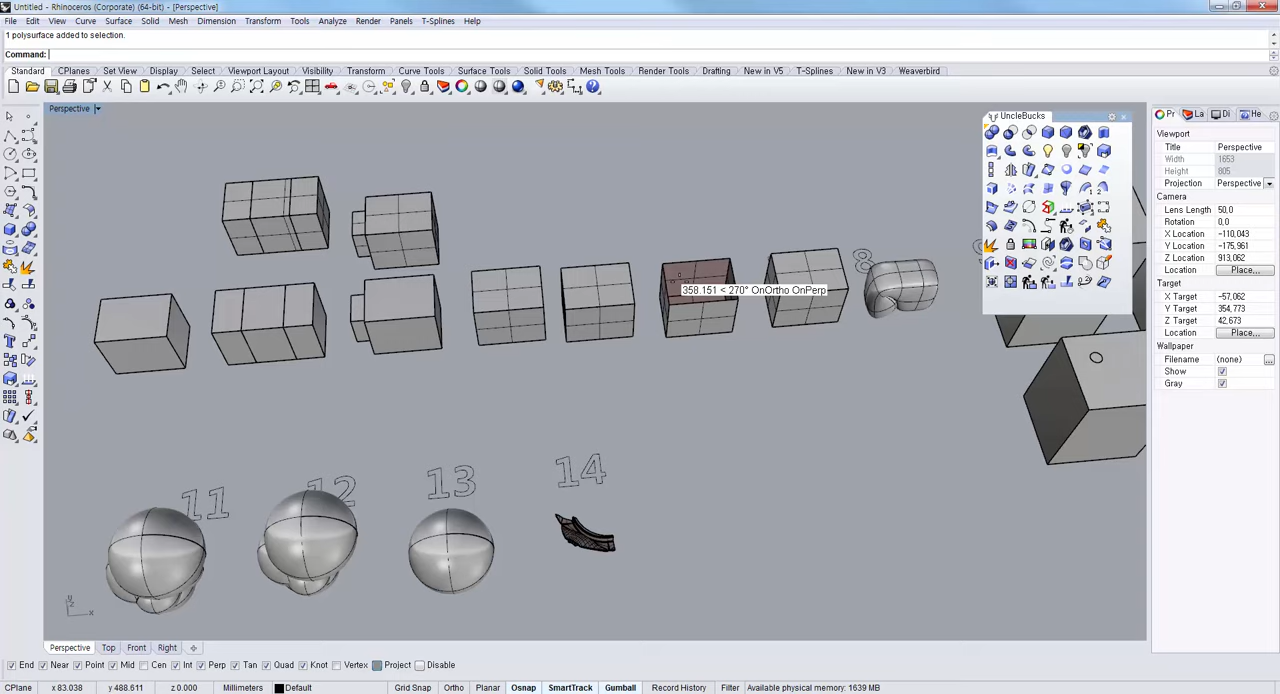 Untitled - Rhinoceros (Corporate) (64-bit) - [Perspective]
File Edit View Curve Surface Solid Mesh Dimension Transform Tools Analyze Render Panels T-Splines Help
1 polysurface added to selection.
Command:
Standard CPlanes Set View Display Select Viewport Layout Visibility Transform Curve Tools Surface Tools Solid Tools Mesh Tools Render Tools Drafting New in V5 T-Splines New in V3 Weaverbird
Perspective
UncleBucks
Pr La Di He
Viewport
Title Perspective
Width 1653
Height 805
Projection Perspective
Camera
Lens Length 50,0
Rotation 0,0
X Location -110,043
Y Location -175,961
Z Location 913,062
Location Place...
Target
X Target -57,062
Y Target 354,773
Z Target 42,673
Location Place...
Wallpaper
Filename (none)
Show
Gray
8
358.151 < 270° OnOrtho OnPerp
11
12
13
14
z
x
Perspective Top Front Right
End Near Point Mid Cen Int Perp Tan Quad Knot Vertex Project Disable
CPlane x 83.038 y 488.611 z 0.000 Millimeters Default Grid Snap Ortho Planar Osnap SmartTrack Gumball Record History Filter Available physical memory: 1639 MB